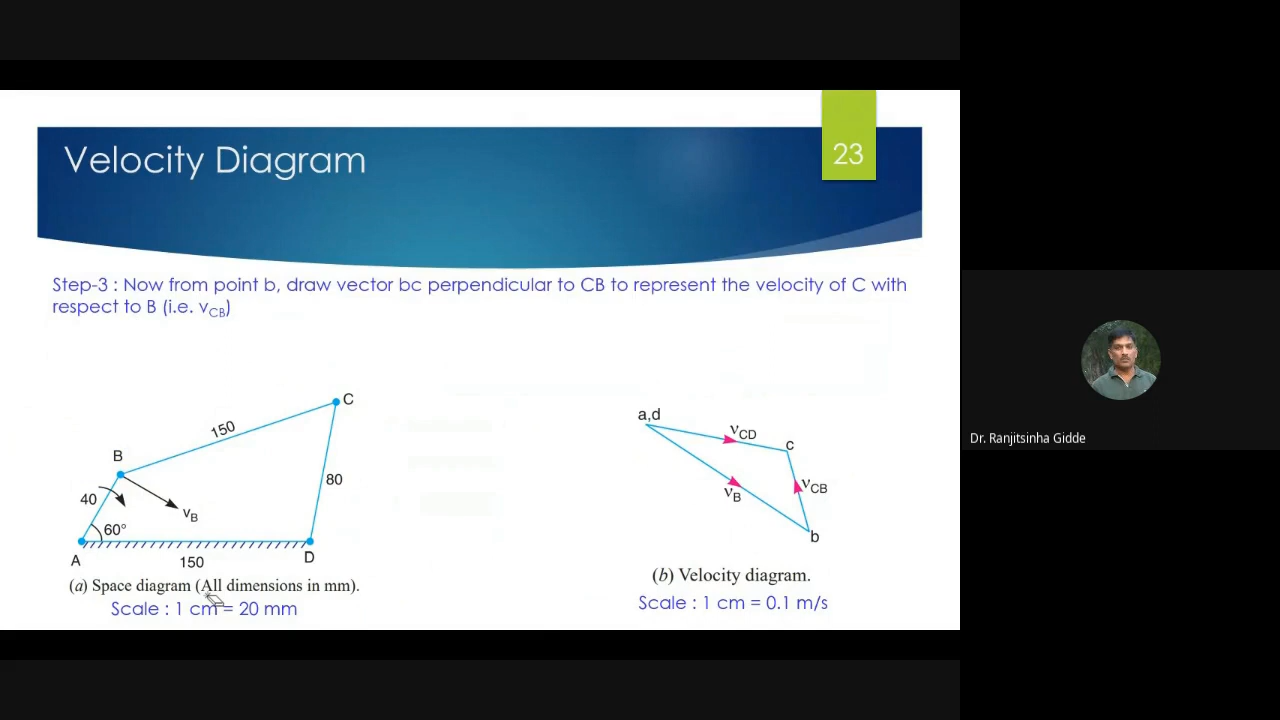 Velocity Diagram
23
Step-3 : Now from point b, draw vector bc perpendicular to CB to represent the velocity of C with
respect to B (i.e. vCB)
C
150
B
40
80
vB
60°
A
150
D
(a) Space diagram (All dimensions in mm).
Scale : 1 cm = 20 mm
a,d
vCD
c
vCB
vB
b
(b) Velocity diagram.
Scale : 1 cm = 0.1 m/s
Dr. Ranjitsinha Gidde